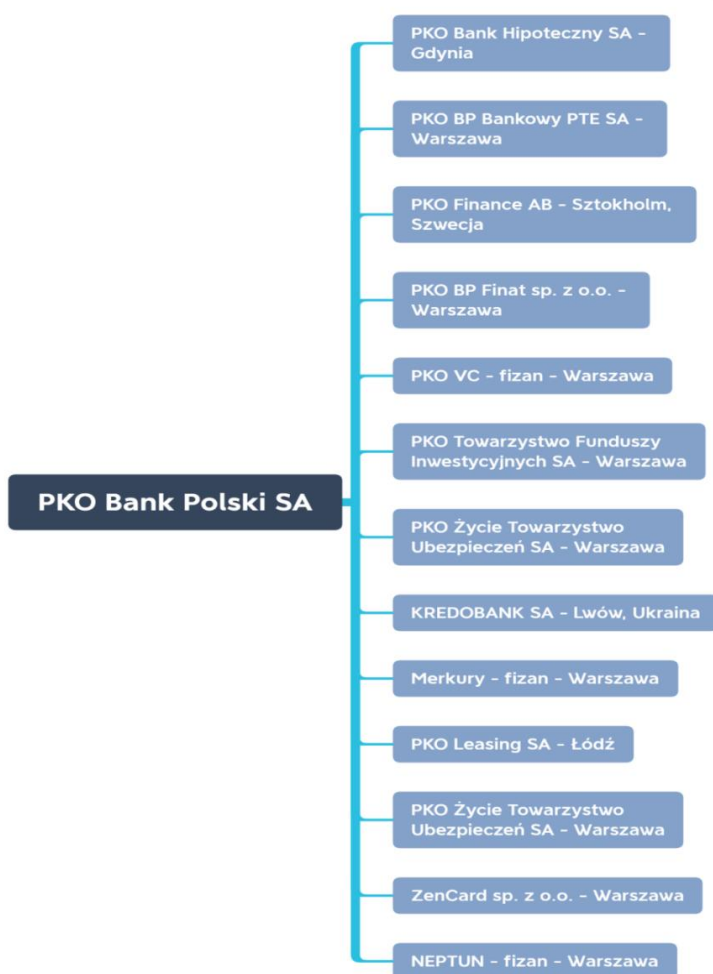 PKO Bank Hipoteczny SA -
Gdynia
PKO BP Bankowy PTE SA -
Warszawa
PKO Finance AB - Sztokholm,
Szwecja
PKO BP Finat sp. z o.o. -
Warszawa
PKO VC - fizan - Warszawa
PKO Towarzystwo Funduszy
Inwestycyjnych SA - Warszawa
PKO Bank Polski SA
PKO Życie Towarzystwo
Ubezpieczeń SA - Warszawa
KREDOBANK SA - Lwów, Ukraina
Merkury - fizan - Warszawa
PKO Leasing SA - Łódź
PKO Życie Towarzystwo
Ubezpieczeń SA - Warszawa
ZenCard sp. z o.o. - Warszawa
NEPTUN - fizan - Warszawa